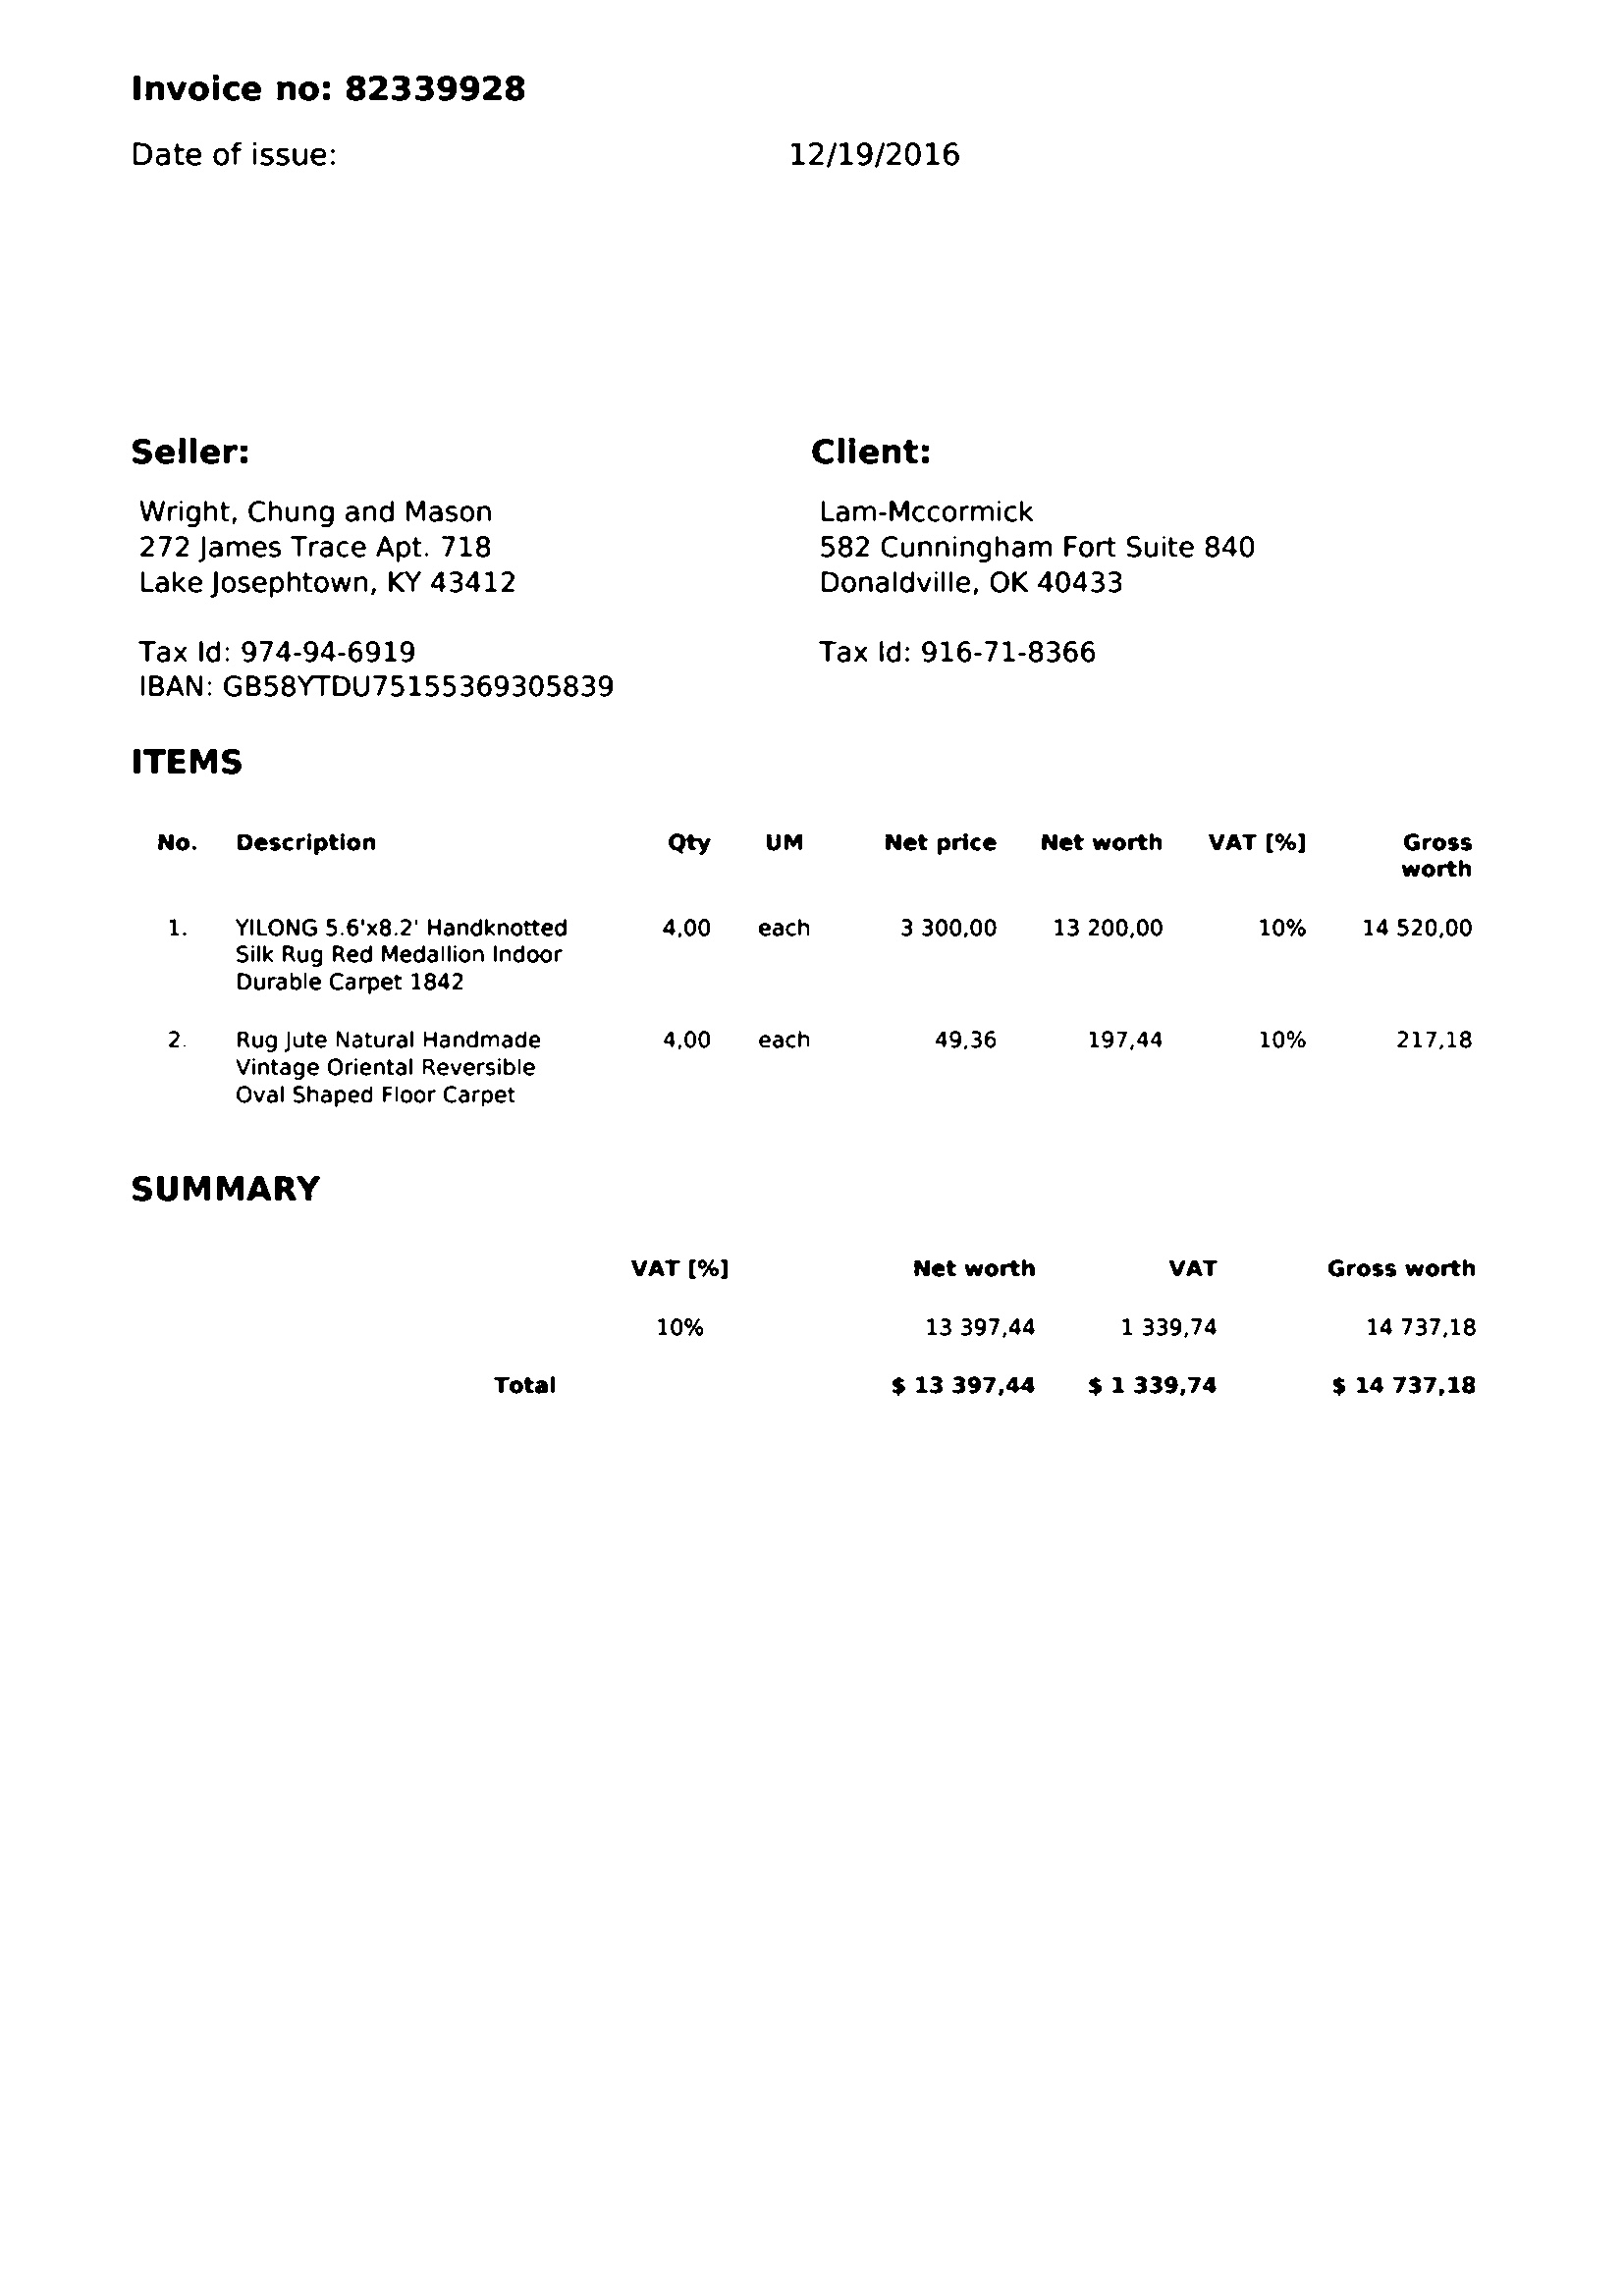 Invoice no: 82339928
Date of issue: 12/19/2016
Seller:
Wright, Chung and Mason
272 James Trace Apt. 718
Lake Josephtown, KY 43412
Tax Id: 974-94-6919
IBAN: GB58YTDU75155369305839
Client:
Lam-Mccormick
582 Cunningham Fort Suite 840
Donaldville, OK 40433
Tax Id: 916-71-8366
ITEMS
No. Description Qty UM Net price Net worth VAT [%] Gross
worth
1. YILONG 5.6'x8.2' Handknotted 4,00 each 3 300,00 13 200,00 10% 14 520,00
Silk Rug Red Medallion Indoor
Durable Carpet 1842
2. Rug Jute Natural Handmade 4,00 each 49,36 197,44 10% 217,18
Vintage Oriental Reversible
Oval Shaped Floor Carpet
SUMMARY
VAT [%] Net worth VAT Gross worth
10% 13 397,44 1 339,74 14 737,18
Total $ 13 397,44 $ 1 339,74 $ 14 737,18